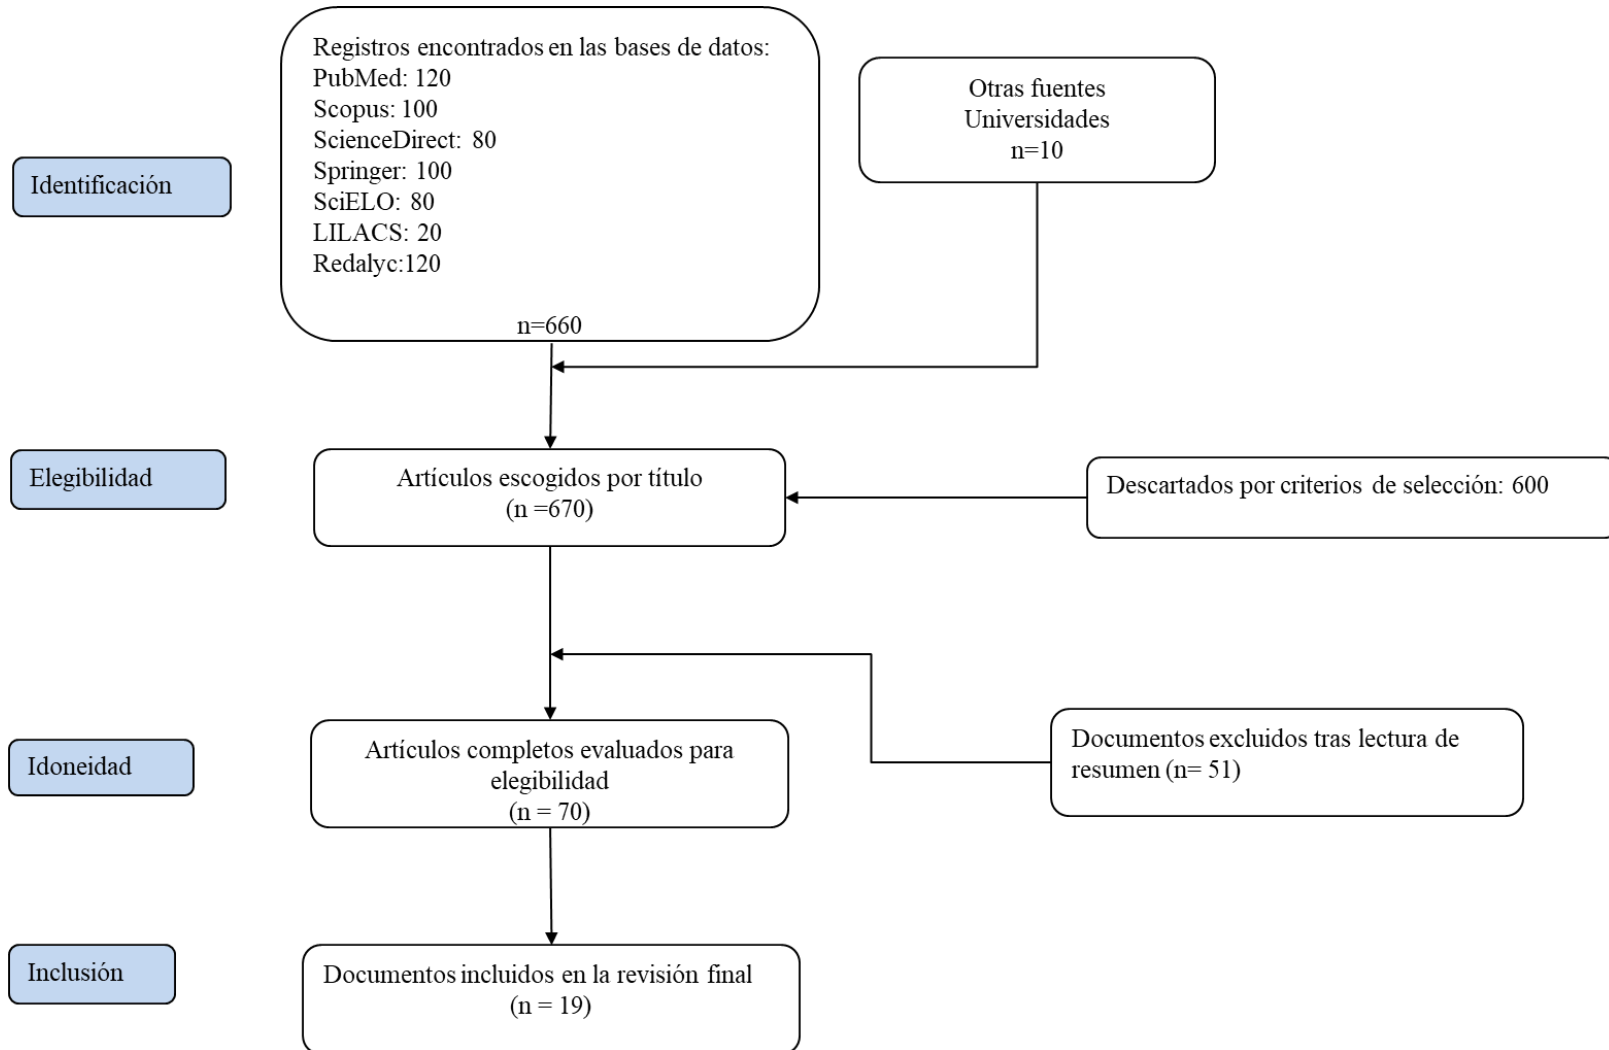 Registros encontrados en las bases de datos:
PubMed: 120
Scopus: 100
ScienceDirect: 80
Springer: 100
SciELO: 80
LILACS: 20
Redalyc:120
n=660
Otras fuentes
Universidades
n=10
Identificación
Elegibilidad
Artículos escogidos por título
(n =670)
Descartados por criterios de selección: 600
Idoneidad
Artículos completos evaluados para
elegibilidad
(n = 70)
Documentos excluidos tras lectura de
resumen (n= 51)
Inclusión
Documentos incluidos en la revisión final
(n = 19)